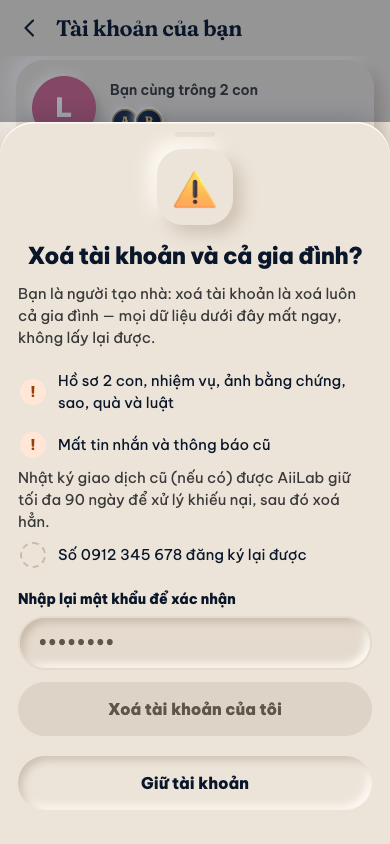 Tài khoản của bạn
L
Bạn cùng trông 2 con
Xoá tài khoản và cả gia đình?
Bạn là người tạo nhà: xoá tài khoản là xoá luôn
cả gia đình — mọi dữ liệu dưới đây mất ngay,
không lấy lại được.
! Hồ sơ 2 con, nhiệm vụ, ảnh bằng chứng,
sao, quà và luật
! Mất tin nhắn và thông báo cũ
Nhật ký giao dịch cũ (nếu có) được AiiLab giữ
tối đa 90 ngày để xử lý khiếu nại, sau đó xoá
hẳn.
Số 0912 345 678 đăng ký lại được
Nhập lại mật khẩu để xác nhận
••••••••
Xoá tài khoản của tôi
Giữ tài khoản